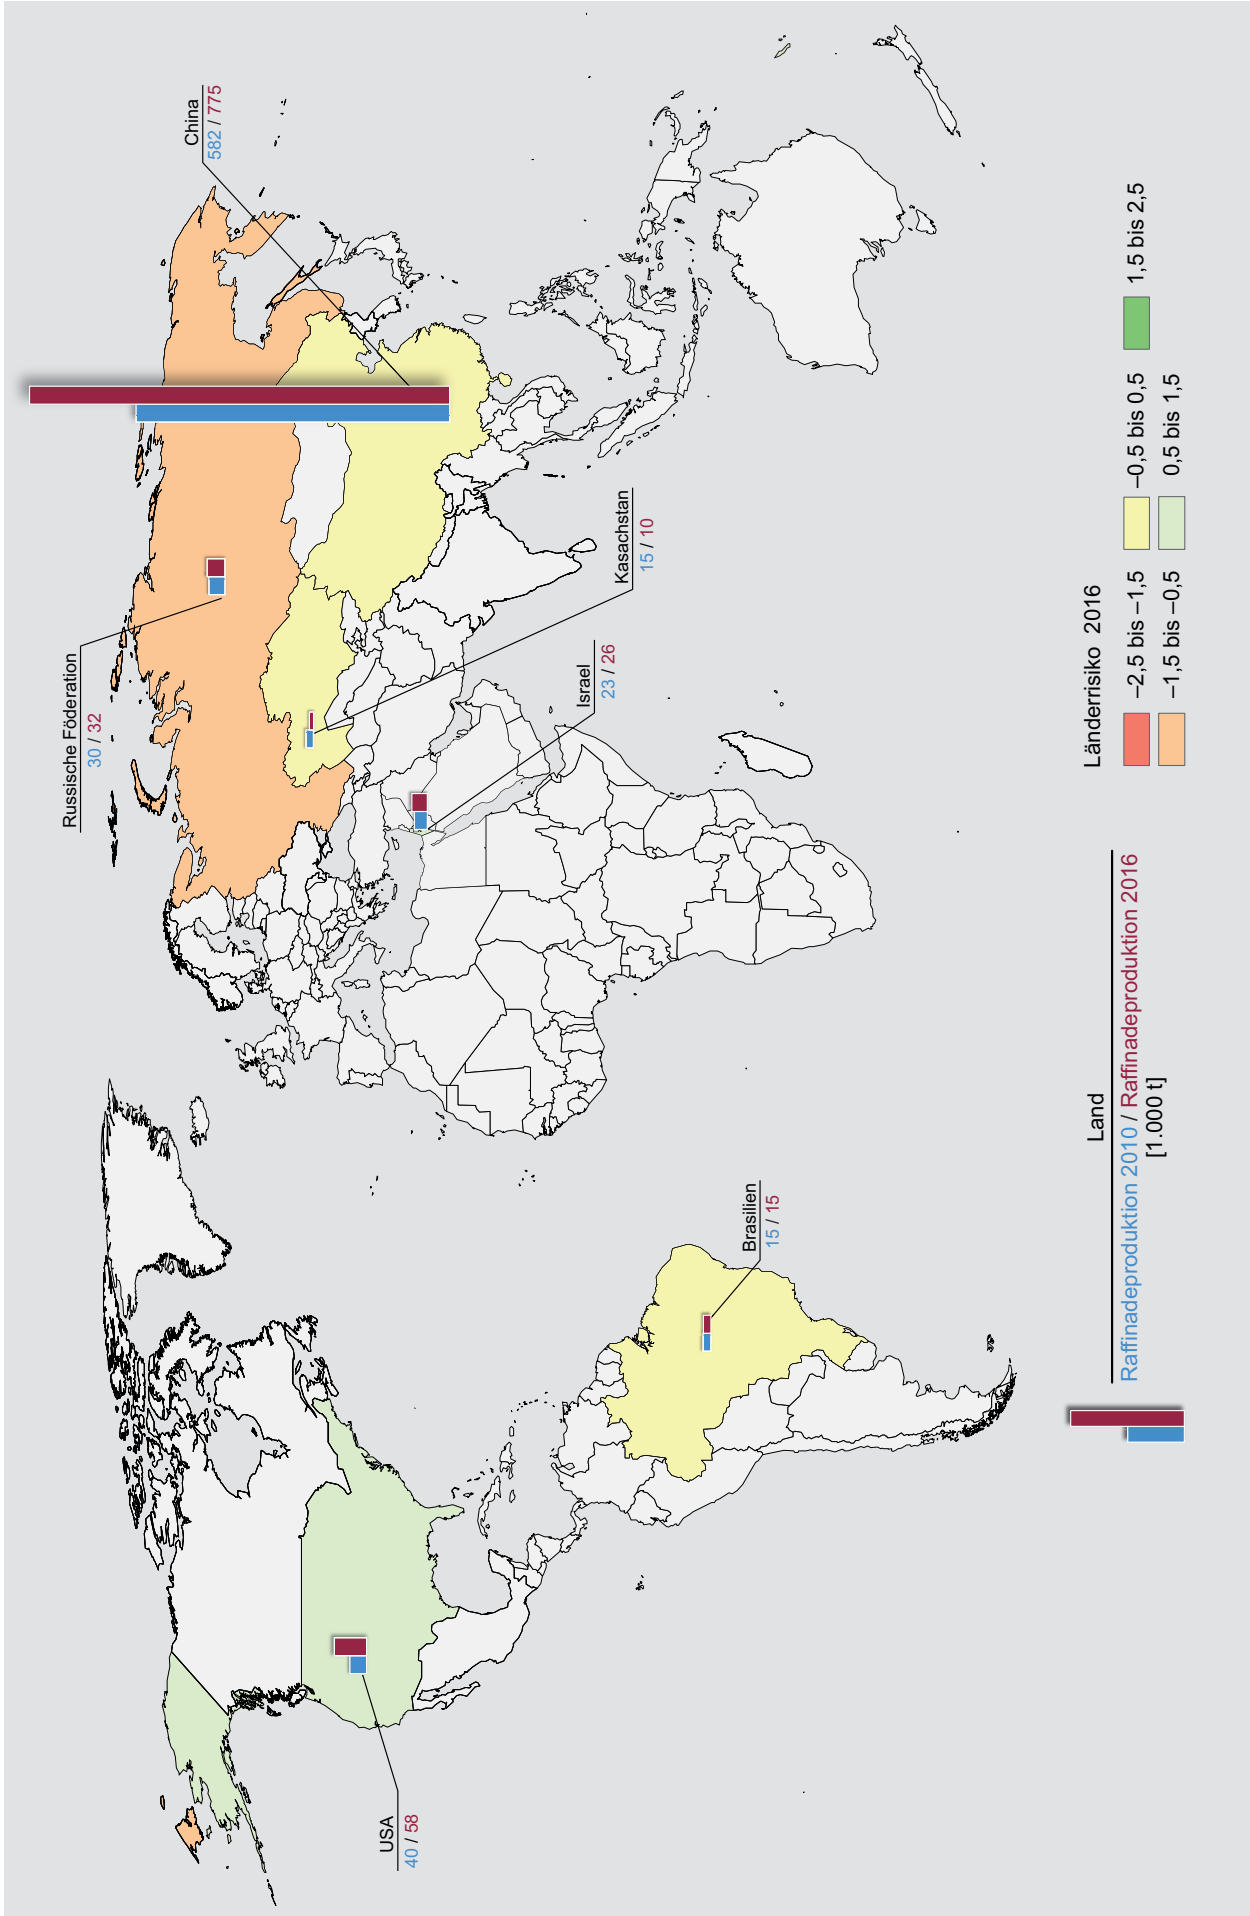 Russische Föderation
30 / 32
China
582 / 775
USA
40 / 58
Kasachstan
15 / 10
Israel
23 / 26
Brasilien
15 / 15
Land
Raffinadeproduktion 2010 / Raffinadeproduktion 2016
[1.000 t]
Länderrisiko 2016
–2,5 bis –1,5
–0,5 bis 0,5
1,5 bis 2,5
–1,5 bis –0,5
0,5 bis 1,5